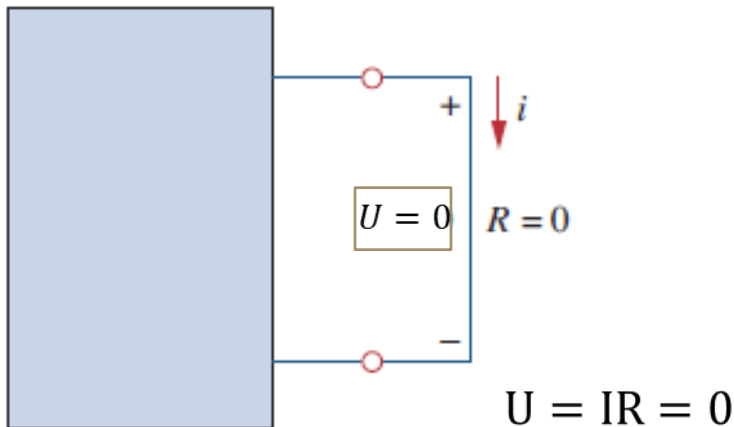 +
i
U = 0
R = 0
−
U = IR = 0